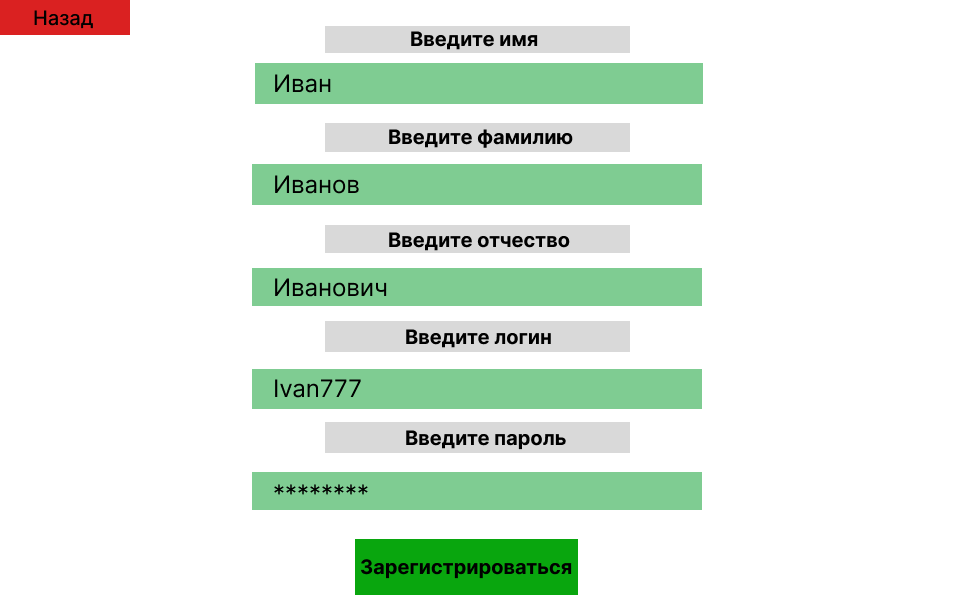 Назад
Введите имя
Иван
Введите фамилию
Иванов
Введите отчество
Иванович
Введите логин
Ivan777
Введите пароль
********
Зарегистрироваться